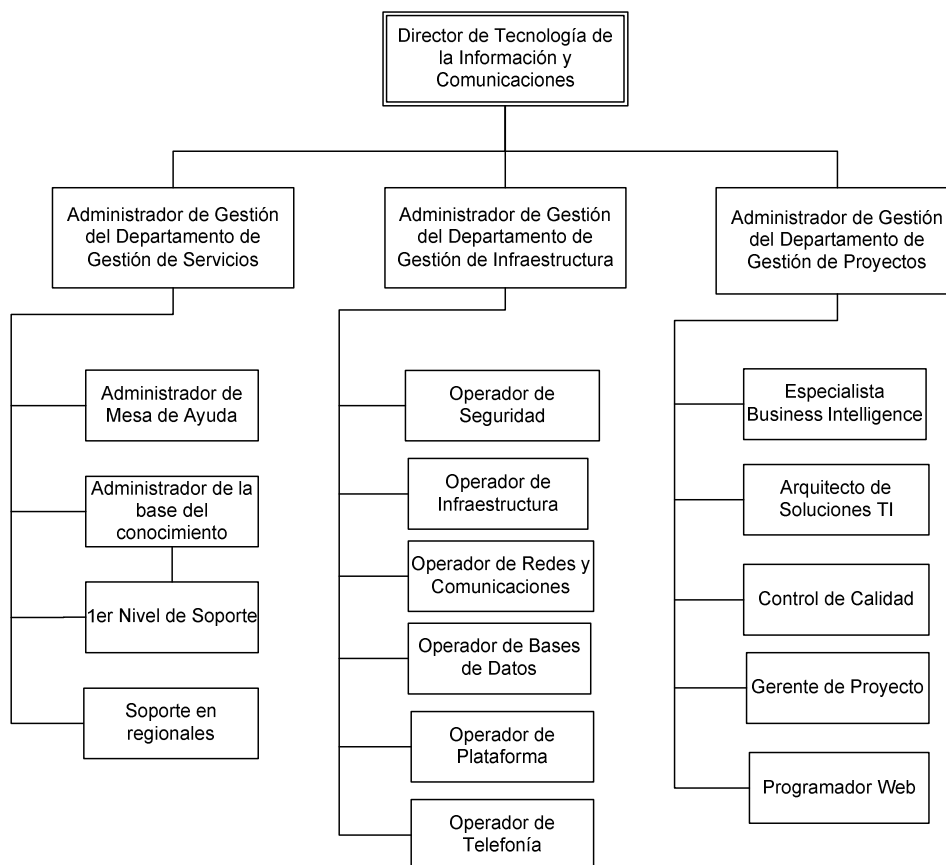 Director de Tecnología de
la Información y
Comunicaciones
Administrador de Gestión
del Departamento de
Gestión de Servicios
Administrador de Gestión
del Departamento de
Gestión de Infraestructura
Administrador de Gestión
del Departamento de
Gestión de Proyectos
Administrador de
Mesa de Ayuda
Administrador de la
base del
conocimiento
1er Nivel de Soporte
Soporte en
regionales
Operador de
Seguridad
Operador de
Infraestructura
Operador de Redes y
Comunicaciones
Operador de Bases
de Datos
Operador de
Plataforma
Operador de
Telefonía
Especialista
Business Intelligence
Arquitecto de
Soluciones TI
Control de Calidad
Gerente de Proyecto
Programador Web